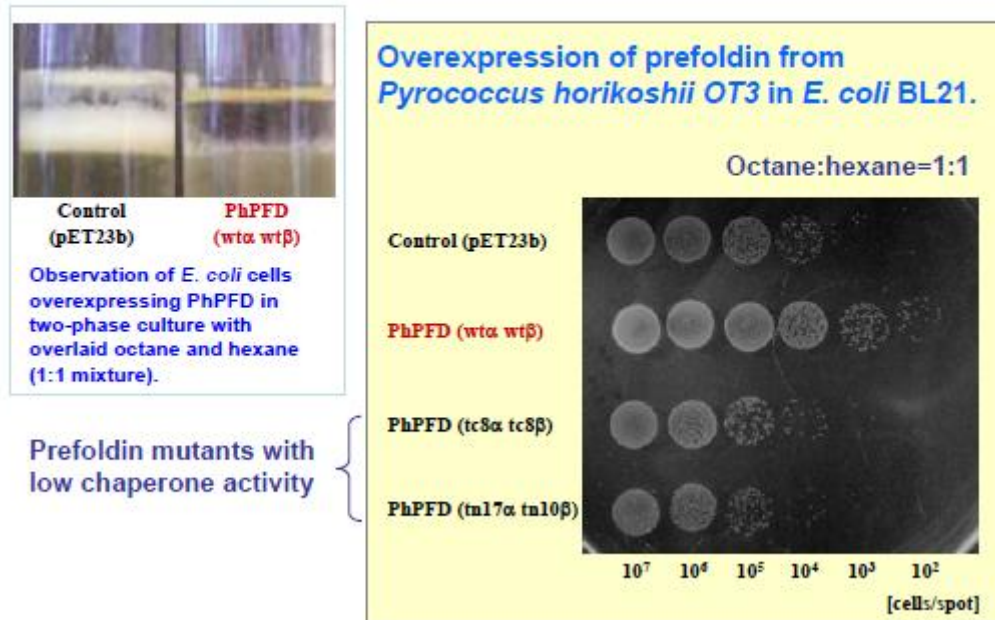 Control
(pET23b)
PhPFD
(wtα wtβ)
Observation of E. coli cells
overexpressing PhPFD in
two-phase culture with
overlaid octane and hexane
(1:1 mixture).
Prefoldin mutants with
low chaperone activity
Overexpression of prefoldin from
Pyrococcus horikoshii OT3 in E. coli BL21.
Octane:hexane=1:1
Control (pET23b)
PhPFD (wtα wtβ)
PhPFD (tc8α tc8β)
PhPFD (tn17α tn10β)
10⁷ 10⁶ 10⁵ 10⁴ 10³ 10²
[cells/spot]